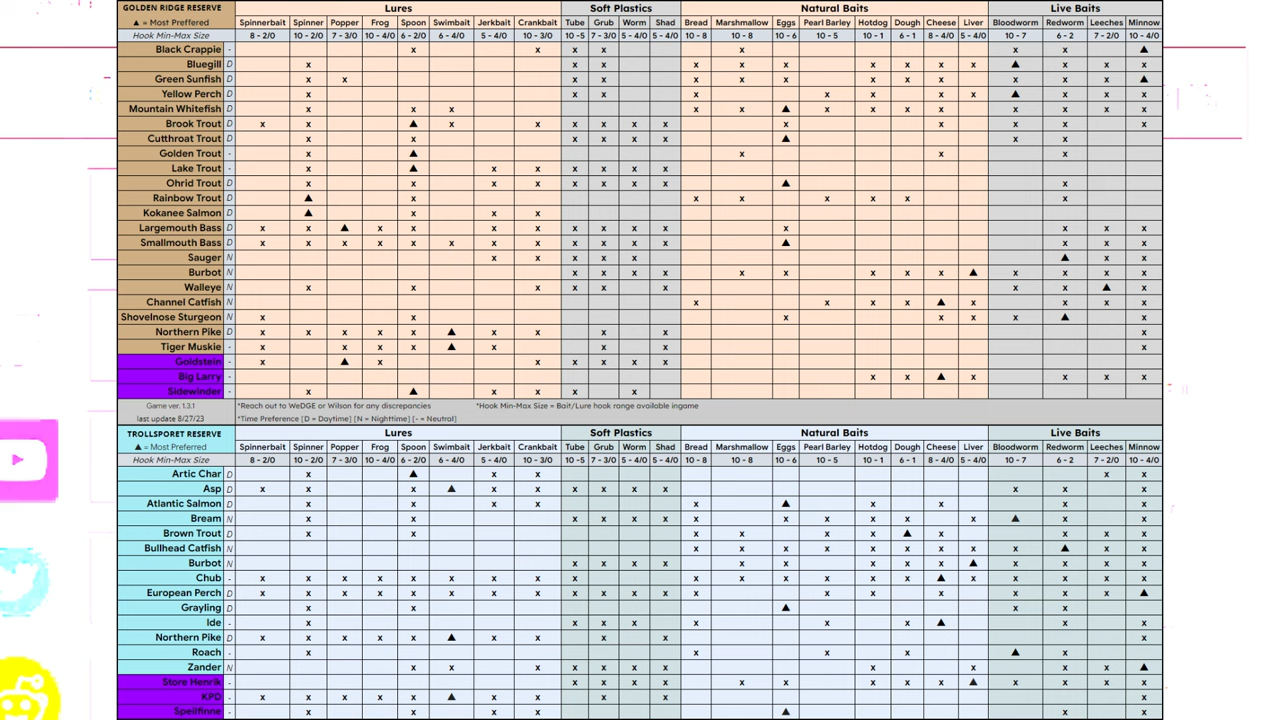 GOLDEN RIDGE RESERVE Lures Soft Plastics Natural Baits Live Baits
▲ = Most Preffered Spinnerbait Spinner Popper Frog Spoon Swimbait Jerkbait Crankbait Tube Grub Worm Shad Bread Marshmallow Eggs Pearl Barley Hotdog Dough Cheese Liver Bloodworm Redworm Leeches Minnow
Hook Min-Max Size 8 - 2/0 10 - 2/0 7 - 3/0 10 - 4/0 6 - 2/0 6 - 4/0 5 - 4/0 10 - 3/0 10 -5 7 - 3/0 5 - 4/0 5 - 4/0 10 - 8 10 - 8 10 - 6 10 - 5 10 - 1 6 - 1 8 - 4/0 5 - 4/0 10 - 7 6 - 2 7 - 2/0 10 - 4/0
Black Crappie - x x x x x x x ▲
Bluegill D x x x x x x x x x x ▲ x x x
Green Sunfish D x x x x x x x x x x x x x ▲
Yellow Perch D x x x x x x x x ▲ x x x
Mountain Whitefish D x x x x x ▲ x x x x x x x
Brook Trout D x x ▲ x x x x x x x x x x x
Cutthroat Trout D x x x x x x ▲ x x
Golden Trout - x ▲ x x x
Lake Trout - x ▲ x x x x x x
Ohrid Trout D x x x x x x x x ▲ x
Rainbow Trout D ▲ x x x x x x x
Kokanee Salmon D ▲ x x x
Largemouth Bass D x x ▲ x x x x x x x x x x x x
Smallmouth Bass D x x x x x x x x x x x x ▲ x x x
Sauger N x x x x x ▲ x x
Burbot N x x x x x x x x x ▲ x x x x
Walleye N x x x x x x x x ▲ x
Channel Catfish N x x x x ▲ x x x x
Shovelnose Sturgeon N x x x x x x ▲
Northern Pike D x x x x x ▲ x x x x x
Tiger Muskie - x x x x ▲ x x x x
Goldstein - x ▲ x x x x x x
Big Larry - x x ▲ x x x x
Sidewinder - x ▲ x x x x
Game ver. 1.3.1 *Reach out to WeDGE or Wilson for any discrepancies *Hook Min-Max Size = Bait/Lure hook range available ingame
last update 8/27/23 *Time Preference [D = Daytime] [N = Nighttime] [- = Neutral]
TROLLSPORET RESERVE Lures Soft Plastics Natural Baits Live Baits
▲ = Most Preffered Spinnerbait Spinner Popper Frog Spoon Swimbait Jerkbait Crankbait Tube Grub Worm Shad Bread Marshmallow Eggs Pearl Barley Hotdog Dough Cheese Liver Bloodworm Redworm Leeches Minnow
Hook Min-Max Size 8 - 2/0 10 - 2/0 7 - 3/0 10 - 4/0 6 - 2/0 6 - 4/0 5 - 4/0 10 - 3/0 10 -5 7 - 3/0 5 - 4/0 5 - 4/0 10 - 8 10 - 8 10 - 6 10 - 5 10 - 1 6 - 1 8 - 4/0 5 - 4/0 10 - 7 6 - 2 7 - 2/0 10 - 4/0
Artic Char D x ▲ x x x x
Asp D x x x x x ▲ x x x x x x x x x
Atlantic Salmon D x x x x x ▲ x x x x
Bream N x x x x x x x x x x x x ▲ x x
Brown Trout D x x x x x x ▲ x x x x
Bullhead Catfish N x x x x x x x x x ▲ x x
Burbot N x x x x x x x x x ▲ x x x x
Chub - x x x x x x x x x x x x x x x ▲ x x x x x
European Perch D x x x x x x x x x x x x x x x x x x x ▲
Grayling D x x ▲ x x
Ide - x x x x x x x ▲ x
Northern Pike D x x x x x ▲ x x x x x
Roach - x x x x ▲ x
Zander N x x x x x x x x x x x ▲
Store Henrik - x x x x x x x x x ▲ x x x x
KPD - x x x x x ▲ x x x x x
Spellfinne - x x x x ▲ x x